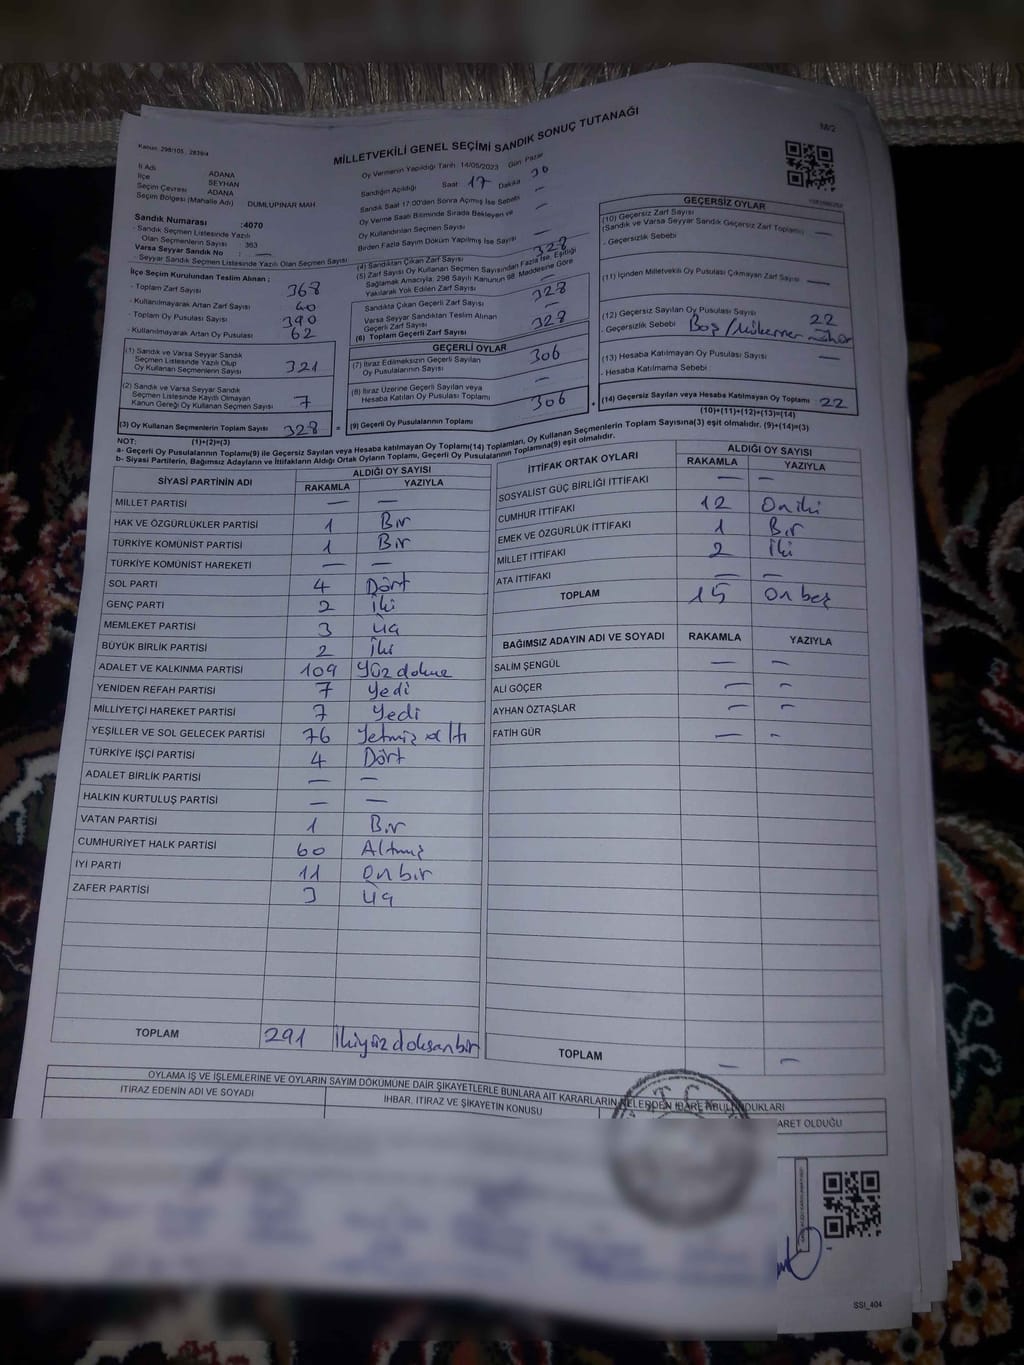 Kanun: 298/105, 2839/4
MİLLETVEKİLİ GENEL SEÇİMİ SANDIK SONUÇ TUTANAĞI
M/2
İl Adı ADANA
İlçe SEYHAN
Seçim Çevresi ADANA
Seçim Bölgesi (Mahalle Adı) DUMLUPINAR MAH.
Sandık Numarası :4070
- Sandık Seçmen Listesinde Yazılı
Olan Seçmenlerin Sayısı : 363
Varsa Seyyar Sandık No : —
- Seyyar Sandık Seçmen Listesinde Yazılı Olan Seçmen Sayısı
İlçe Seçim Kurulundan Teslim Alınan ;
- Toplam Zarf Sayısı 368
- Kullanılmayarak Artan Zarf Sayısı 40
- Toplam Oy Pusulası Sayısı 390
- Kullanılmayarak Artan Oy Pusulası 62
(1) Sandık ve Varsa Seyyar Sandık
Seçmen Listesinde Yazılı Olup
Oy Kullanan Seçmenlerin Sayısı 321
(2) Sandık ve Varsa Seyyar Sandık
Seçmen Listesinde Kayıtlı Olmayan
Kanun Gereği Oy Kullanan Seçmen Sayısı 7
(3) Oy Kullanan Seçmenlerin Toplam Sayısı 328
(1)+(2)=(3)
Oy Vermenin Yapıldığı Tarih: 14/05/2023 Gün: Pazar
Sandığın Açıldığı Saat 17 Dakika 30
Sandık Saat 17.00'den Sonra Açılmış İse Sebebi —
Oy Verme Saati Bitiminde Sırada Bekleyen ve
Oy Kullandırılan Seçmen Sayısı —
Birden Fazla Sayım Döküm Yapılmış İse Sayısı —
(4) Sandıktan Çıkan Zarf Sayısı 328
(5) Zarf Sayısı Oy Kullanan Seçmen Sayısından Fazla İse, Eşitliği
Sağlamak Amacıyla; 298 Sayılı Kanunun 98. Maddesine Göre
Yakılarak Yok Edilen Zarf Sayısı —
Sandıkta Çıkan Geçerli Zarf Sayısı 328
Varsa Seyyar Sandıktan Teslim Alınan
Geçerli Zarf Sayısı —
(6) Toplam Geçerli Zarf Sayısı 328
GEÇERLİ OYLAR
(7) İtiraz Edilmeksizin Geçerli Sayılan
Oy Pusulalarının Sayısı 306
(8) İtiraz Üzerine Geçerli Sayılan veya
Hesaba Katılan Oy Pusulası Toplamı —
(9) Geçerli Oy Pusulalarının Toplamı 306
GEÇERSİZ OYLAR
(10) Geçersiz Zarf Sayısı
(Sandık ve Varsa Seyyar Sandık Geçersiz Zarf Toplamı) —
- Geçersizlik Sebebi
(11) İçinden Milletvekili Oy Pusulası Çıkmayan Zarf Sayısı —
(12) Geçersiz Sayılan Oy Pusulası Sayısı 22
- Geçersizlik Sebebi Boş/Mükerrer mühür
(13) Hesaba Katılmayan Oy Pusulası Sayısı —
- Hesaba Katılmama Sebebi
(14) Geçersiz Sayılan veya Hesaba Katılmayan Oy Toplamı 22
(10)+(11)+(12)+(13)=(14)
NOT:
a- Geçerli Oy Pusulalarının Toplamı(9) ile Geçersiz Sayılan veya Hesaba katılmayan Oy Toplamı(14) Toplamları, Oy Kullanan Seçmenlerin Toplam Sayısına(3) eşit olmalıdır. (9)+(14)=(3)
b- Siyasi Partilerin, Bağımsız Adayların ve İttifakların Aldığı Ortak Oyların Toplamı, Geçerli Oy Pusulalarının Toplamına(9) eşit olmalıdır.
SİYASİ PARTİNİN ADI ALDIĞI OY SAYISI
RAKAMLA YAZIYLA
MİLLET PARTİSİ — —
HAK VE ÖZGÜRLÜKLER PARTİSİ 1 Bir
TÜRKİYE KOMÜNİST PARTİSİ 1 Bir
TÜRKİYE KOMÜNİST HAREKETİ — —
SOL PARTİ 4 Dört
GENÇ PARTİ 2 İki
MEMLEKET PARTİSİ 3 Üç
BÜYÜK BİRLİK PARTİSİ 2 İki
ADALET VE KALKINMA PARTİSİ 109 Yüz dokuz
YENİDEN REFAH PARTİSİ 7 Yedi
MİLLİYETÇİ HAREKET PARTİSİ 7 Yedi
YEŞİLLER VE SOL GELECEK PARTİSİ 76 Yetmiş altı
TÜRKİYE İŞÇİ PARTİSİ 4 Dört
ADALET BİRLİK PARTİSİ — —
HALKIN KURTULUŞ PARTİSİ — —
VATAN PARTİSİ 1 Bir
CUMHURİYET HALK PARTİSİ 60 Altmış
İYİ PARTİ 11 Onbir
ZAFER PARTİSİ 3 Üç
TOPLAM 291 İkiyüz doksanbir
İTTİFAK ORTAK OYLARI ALDIĞI OY SAYISI
RAKAMLA YAZIYLA
SOSYALİST GÜÇ BİRLİĞİ İTTİFAKI — —
CUMHUR İTTİFAKI 12 On iki
EMEK VE ÖZGÜRLÜK İTTİFAKI 1 Bir
MİLLET İTTİFAKI 2 İki
ATA İTTİFAKI — —
TOPLAM 15 On beş
BAĞIMSIZ ADAYIN ADI VE SOYADI RAKAMLA YAZIYLA
SALİM ŞENGÜL — —
ALİ GÖÇER — —
AYHAN ÖZTAŞLAR — —
FATİH GÜR — -
TOPLAM — —
OYLAMA İŞ VE İŞLEMLERİNE VE OYLARIN SAYIM DÖKÜMÜNE DAİR ŞİKAYETLERLE BUNLARA AİT KARARLARIN NELERDEN İBARET BULUNDUKLARI
İTİRAZ EDENİN ADI VE SOYADI
İHBAR, İTİRAZ VE ŞİKAYETİN KONUSU
ARET OLDUĞU
SSI_404